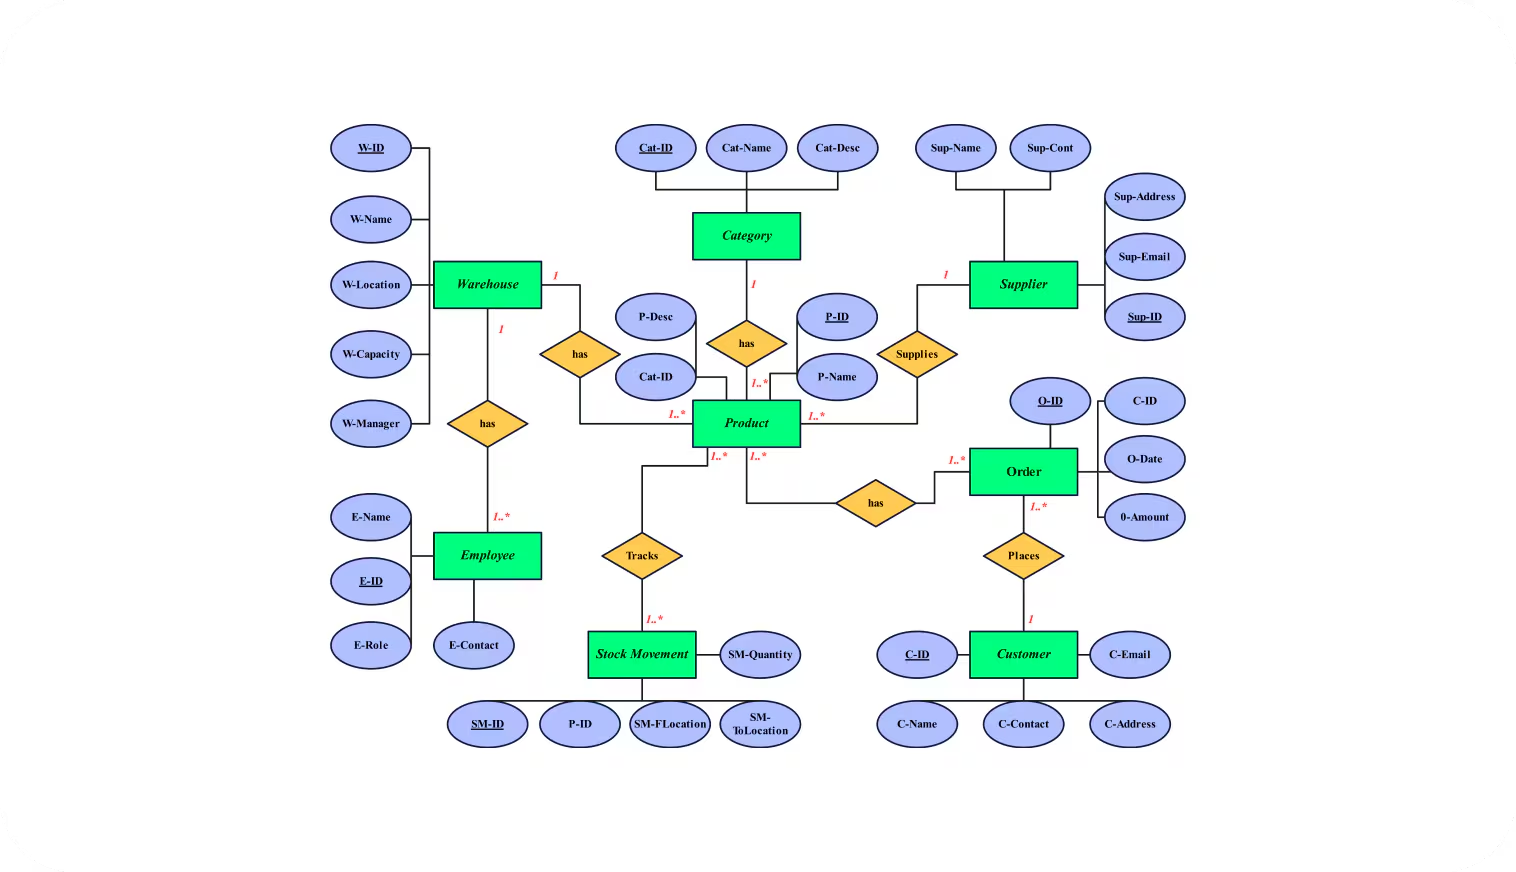 W-ID
Cat-ID
Cat-Name
Cat-Desc
Sup-Name
Sup-Cont
Sup-Address
W-Name
Category
Sup-Email
Warehouse
1
1
1
Supplier
W-Location
P-Desc
P-ID
Sup-ID
1
has
has
Supplies
W-Capacity
Cat-ID
1..*
P-Name
O-ID
C-ID
W-Manager
has
1..*
Product
1..*
1..*
1..*
1..*
O-Date
Order
has
1..*
E-Name
1..*
0-Amount
Employee
Tracks
Places
E-ID
1..*
1
E-Role
E-Contact
Stock Movement
SM-Quantity
C-ID
Customer
C-Email
SM-ID
P-ID
SM-FLocation
SM-
ToLocation
C-Name
C-Contact
C-Address